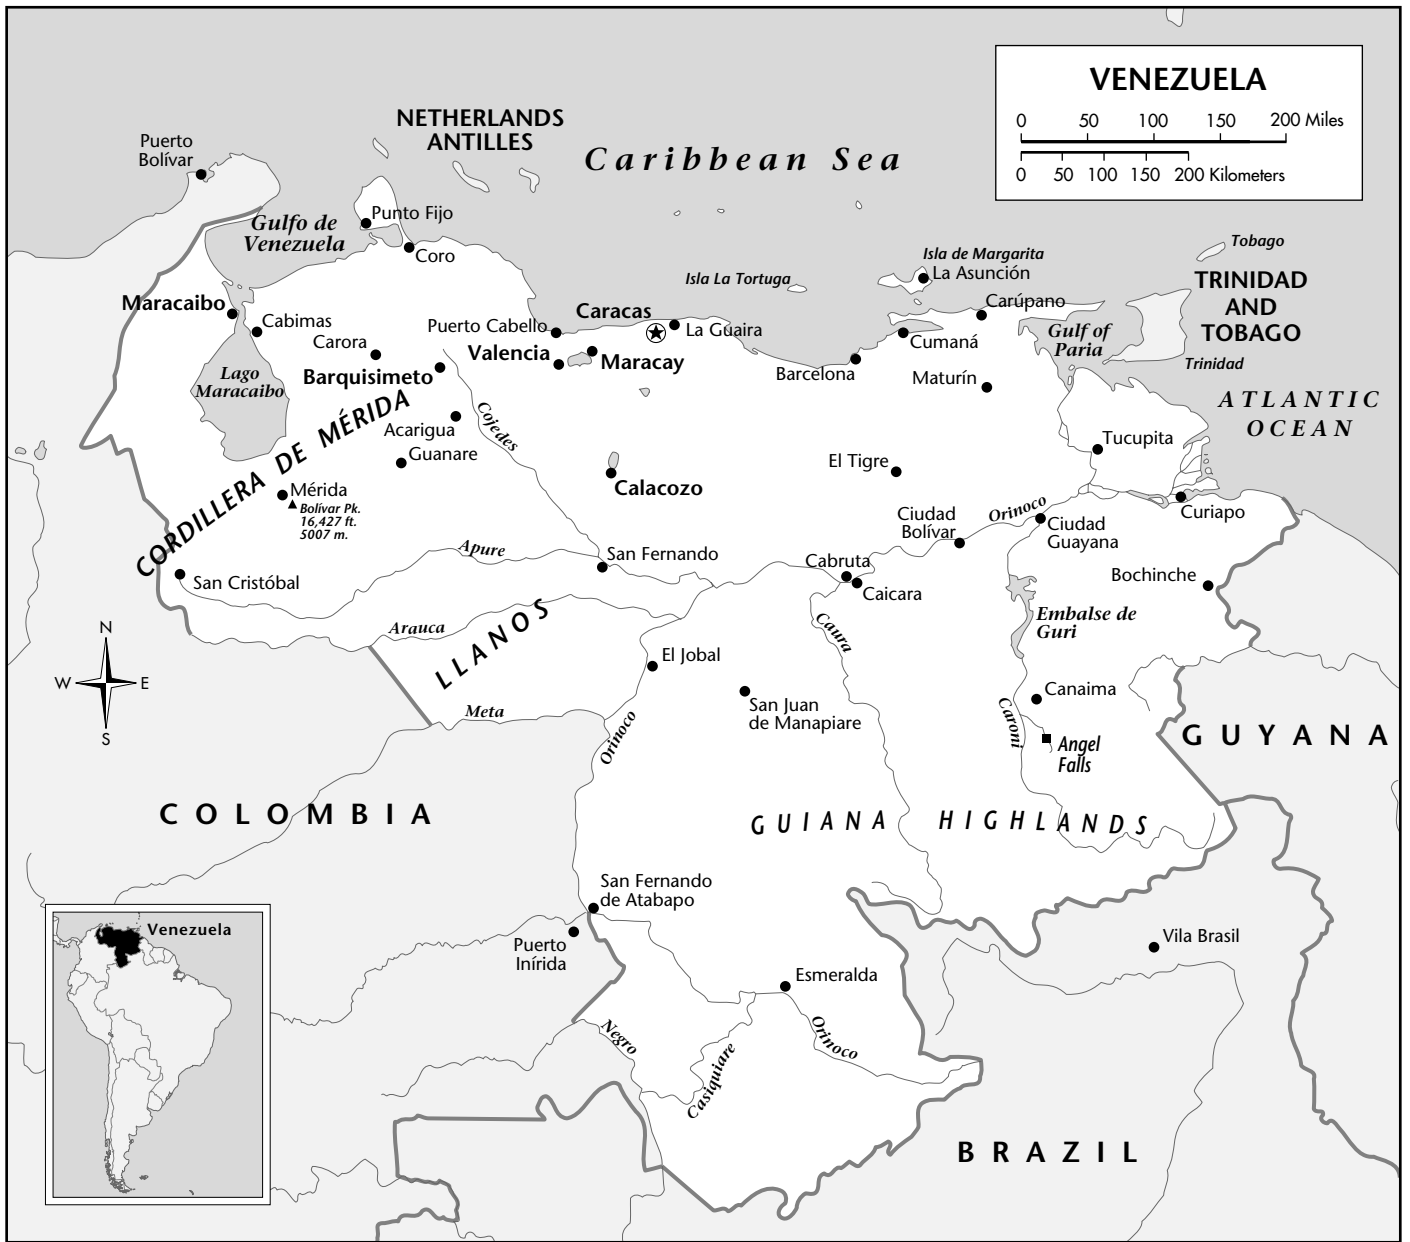 VENEZUELA
0 50 100 150 200 Miles
0 50 100 150 200 Kilometers
NETHERLANDS
ANTILLES
Caribbean Sea
Puerto
Bolívar
Punto Fijo
Gulfo de
Venezuela
Coro
Isla de Margarita
La Asunción
Tobago
Isla La Tortuga
TRINIDAD
AND
TOBAGO
Maracaibo
Cabimas
Carora
Puerto Cabello
Caracas
La Guaira
Carúpano
Cumaná
Gulf of
Paria
Trinidad
Valencia
Maracay
Barcelona
Maturín
Lago
Maracaibo
Barquisimeto
ATLANTIC
OCEAN
CORDILLERA DE MÉRIDA
Cojedes
Acarigua
Guanare
Tucupita
El Tigre
Mérida
Bolívar Pk.
16,427 ft.
5007 m.
Calacozo
Orinoco
Curiapo
Ciudad
Bolívar
Ciudad
Guayana
Apure
San Fernando
Cabruta
Caicara
Bochinche
San Cristóbal
Embalse de
Guri
Arauca
LLANOS
Caura
El Jobal
N
W E
S
San Juan
de Manapiare
Canaima
Meta
Orinoco
Caroni
Angel
Falls
GUYANA
COLOMBIA
GUIANA HIGHLANDS
San Fernando
de Atabapo
Puerto
Inírida
Vila Brasil
Venezuela
Esmeralda
Negro
Orinoco
Casiquiare
BRAZIL